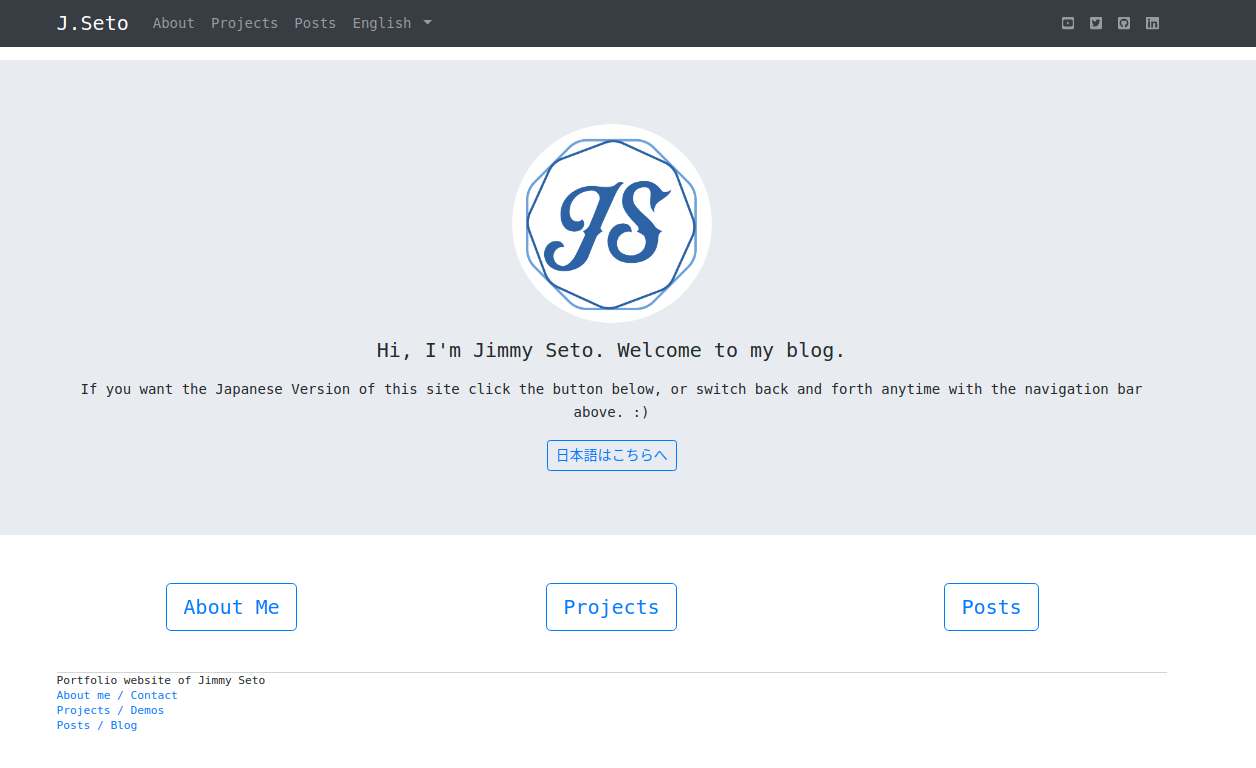 J.Seto About Projects Posts English
JS
Hi, I'm Jimmy Seto. Welcome to my blog.
If you want the Japanese Version of this site click the button below, or switch back and forth anytime with the navigation bar
above. :)
日本語はこちらへ
About Me Projects Posts
Portfolio website of Jimmy Seto
About me / Contact
Projects / Demos
Posts / Blog